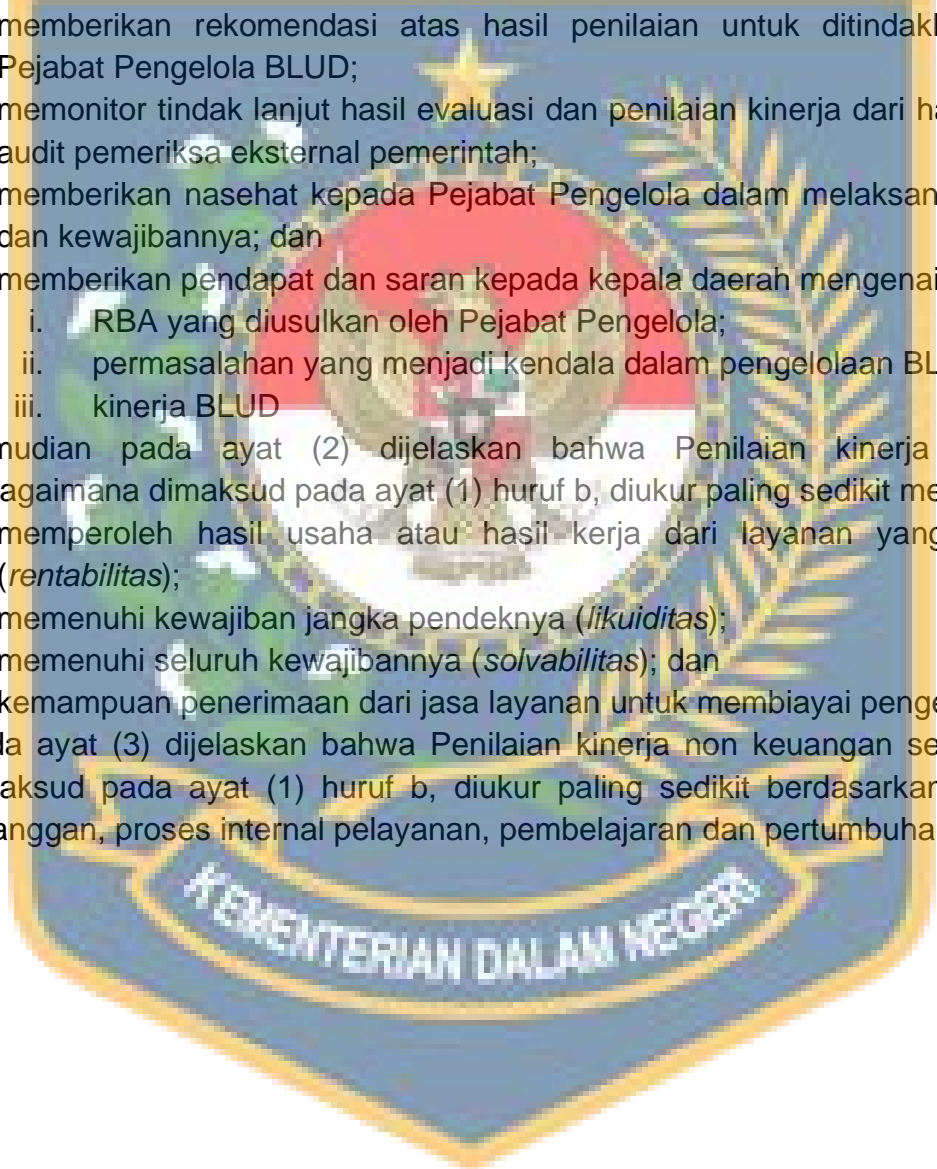 memberikan rekomendasi atas hasil penilaian untuk ditindakl
Pejabat Pengelola BLUD;
memonitor tindak lanjut hasil evaluasi dan penilaian kinerja dari ha
audit pemeriksa eksternal pemerintah;
memberikan nasehat kepada Pejabat Pengelola dalam melaksan
dan kewajibannya; dan
memberikan pendapat dan saran kepada kepala daerah mengenai
i. RBA yang diusulkan oleh Pejabat Pengelola;
ii. permasalahan yang menjadi kendala dalam pengelolaan BL
iii. kinerja BLUD
mudian pada ayat (2) dijelaskan bahwa Penilaian kinerja
agaimana dimaksud pada ayat (1) huruf b, diukur paling sedikit me
memperoleh hasil usaha atau hasil kerja dari layanan yang
(rentabilitas);
memenuhi kewajiban jangka pendeknya (likuiditas);
memenuhi seluruh kewajibannya (solvabilitas); dan
kemampuan penerimaan dari jasa layanan untuk membiayai penge
da ayat (3) dijelaskan bahwa Penilaian kinerja non keuangan se
aksud pada ayat (1) huruf b, diukur paling sedikit berdasarkan
anggan, proses internal pelayanan, pembelajaran dan pertumbuha
KEMENTERIAN DALAM NEGERI